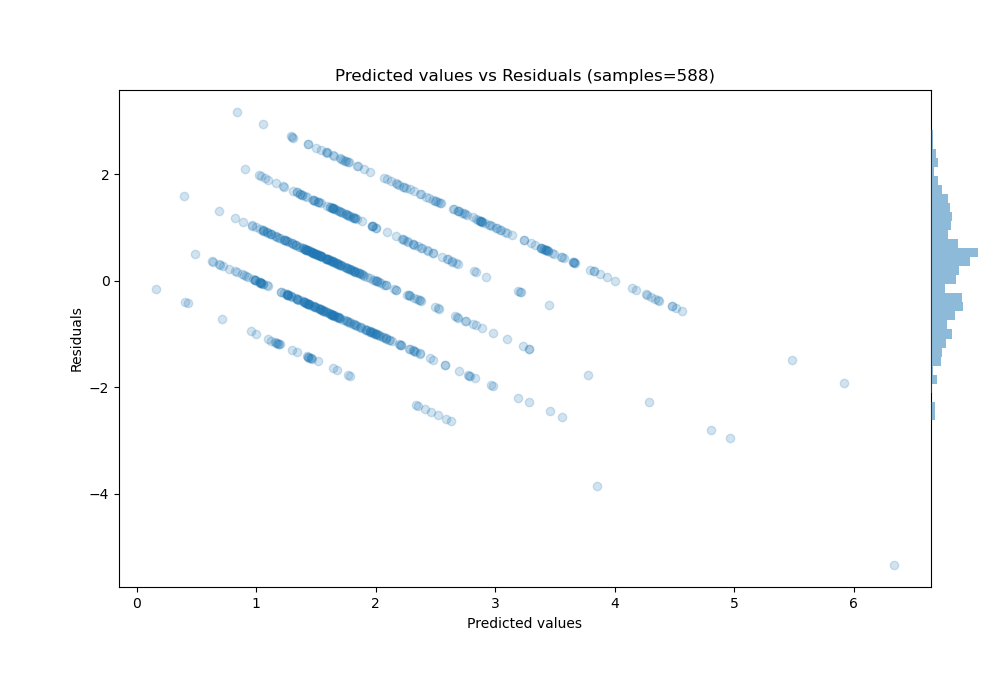 Predicted values vs Residuals (samples=588)
2
0
−2
−4
Residuals
0 1 2 3 4 5 6
Predicted values